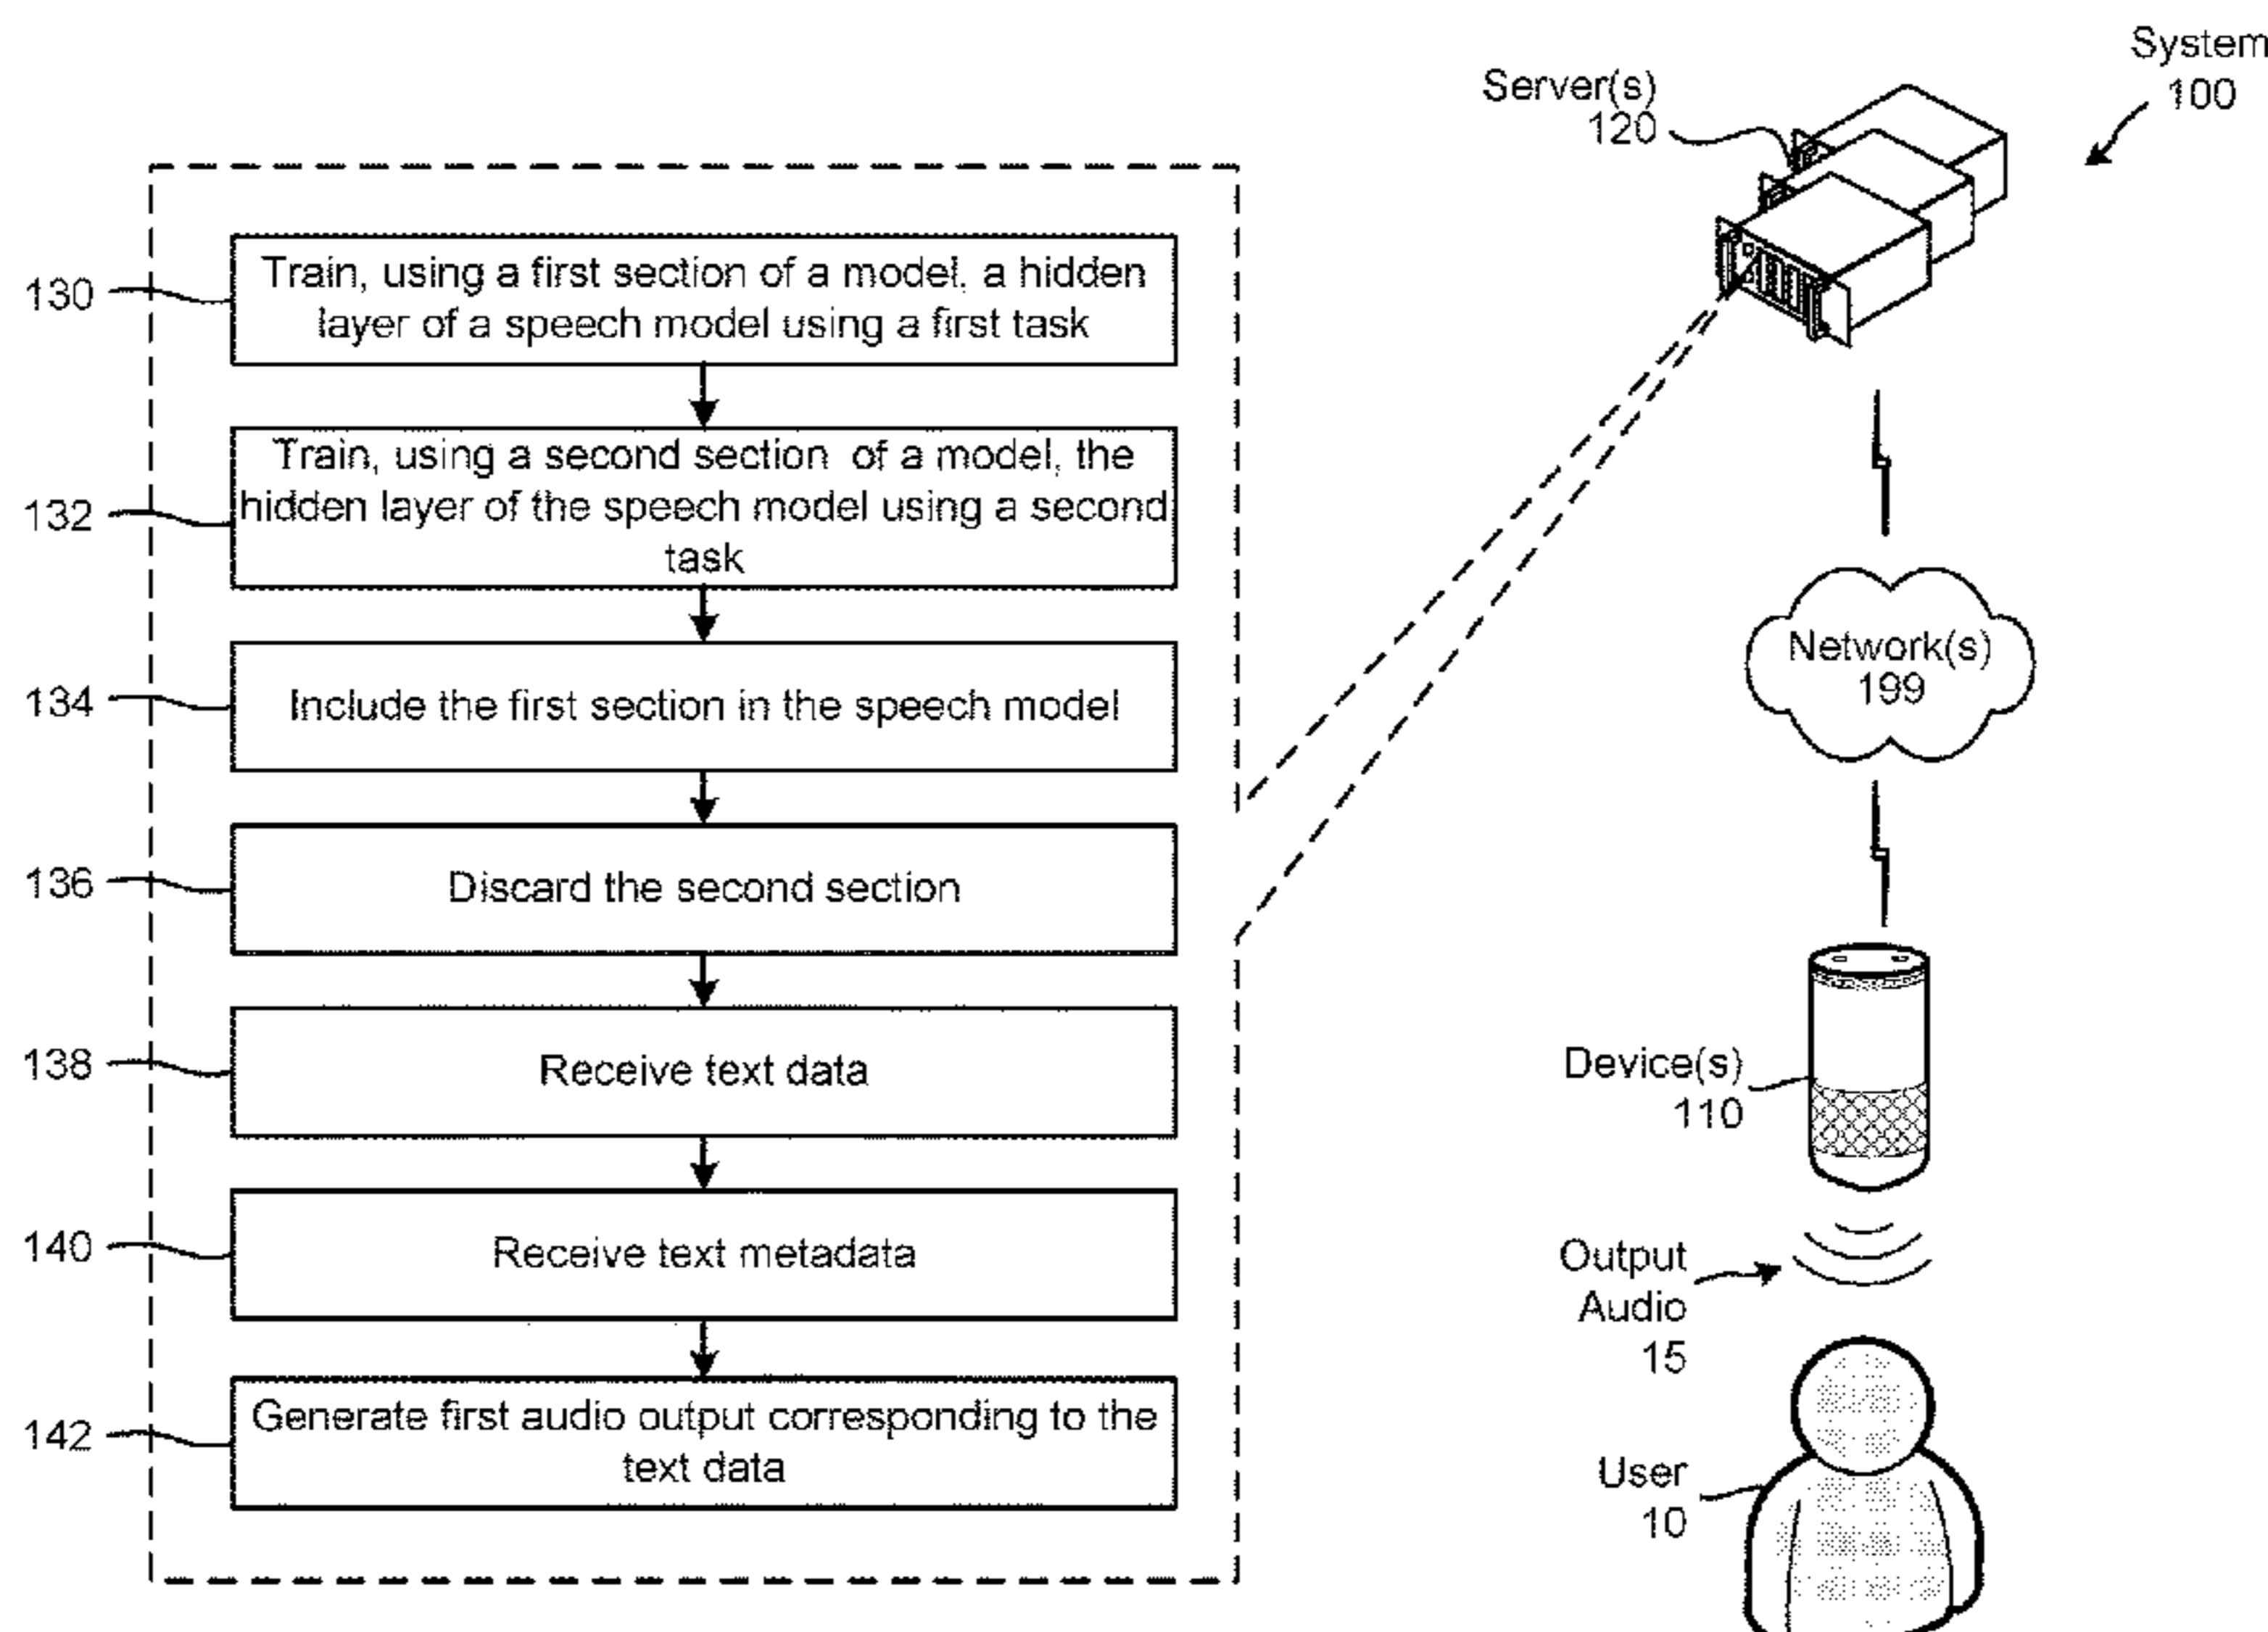 System
100
Server(s)
120
130
Train, using a first section of a model, a hidden
layer of a speech model using a first task
132
Train, using a second section of a model, the
hidden layer of the speech model using a second
task
134
Include the first section in the speech model
136
Discard the second section
138
Receive text data
140
Receive text metadata
142
Generate first audio output corresponding to the
text data
Network(s)
199
Device(s)
110
Output
Audio
15
User
10